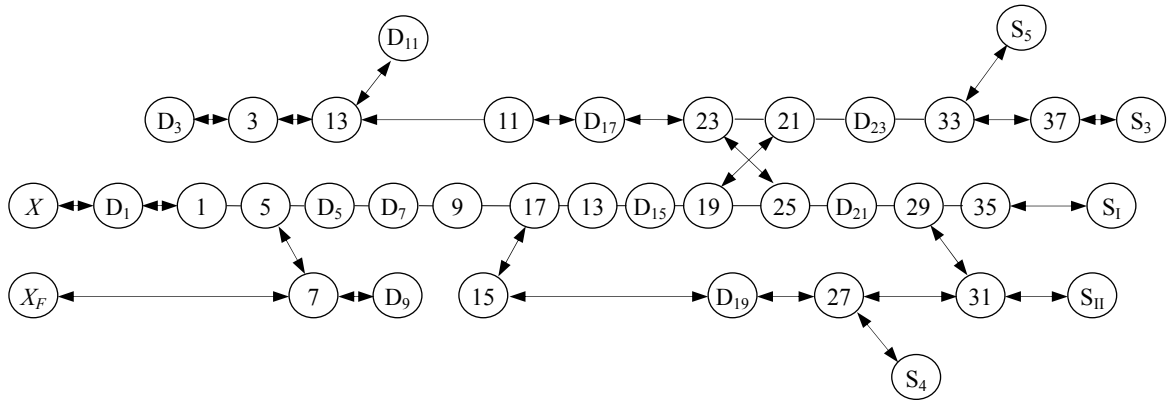 D11
S5
D3 3 13 11 D17 23 21 D23 33 37 S3
X D1 1 5 D5 D7 9 17 13 D15 19 25 D21 29 35 SI
XF 7 D9 15 D19 27 31 SII
S4